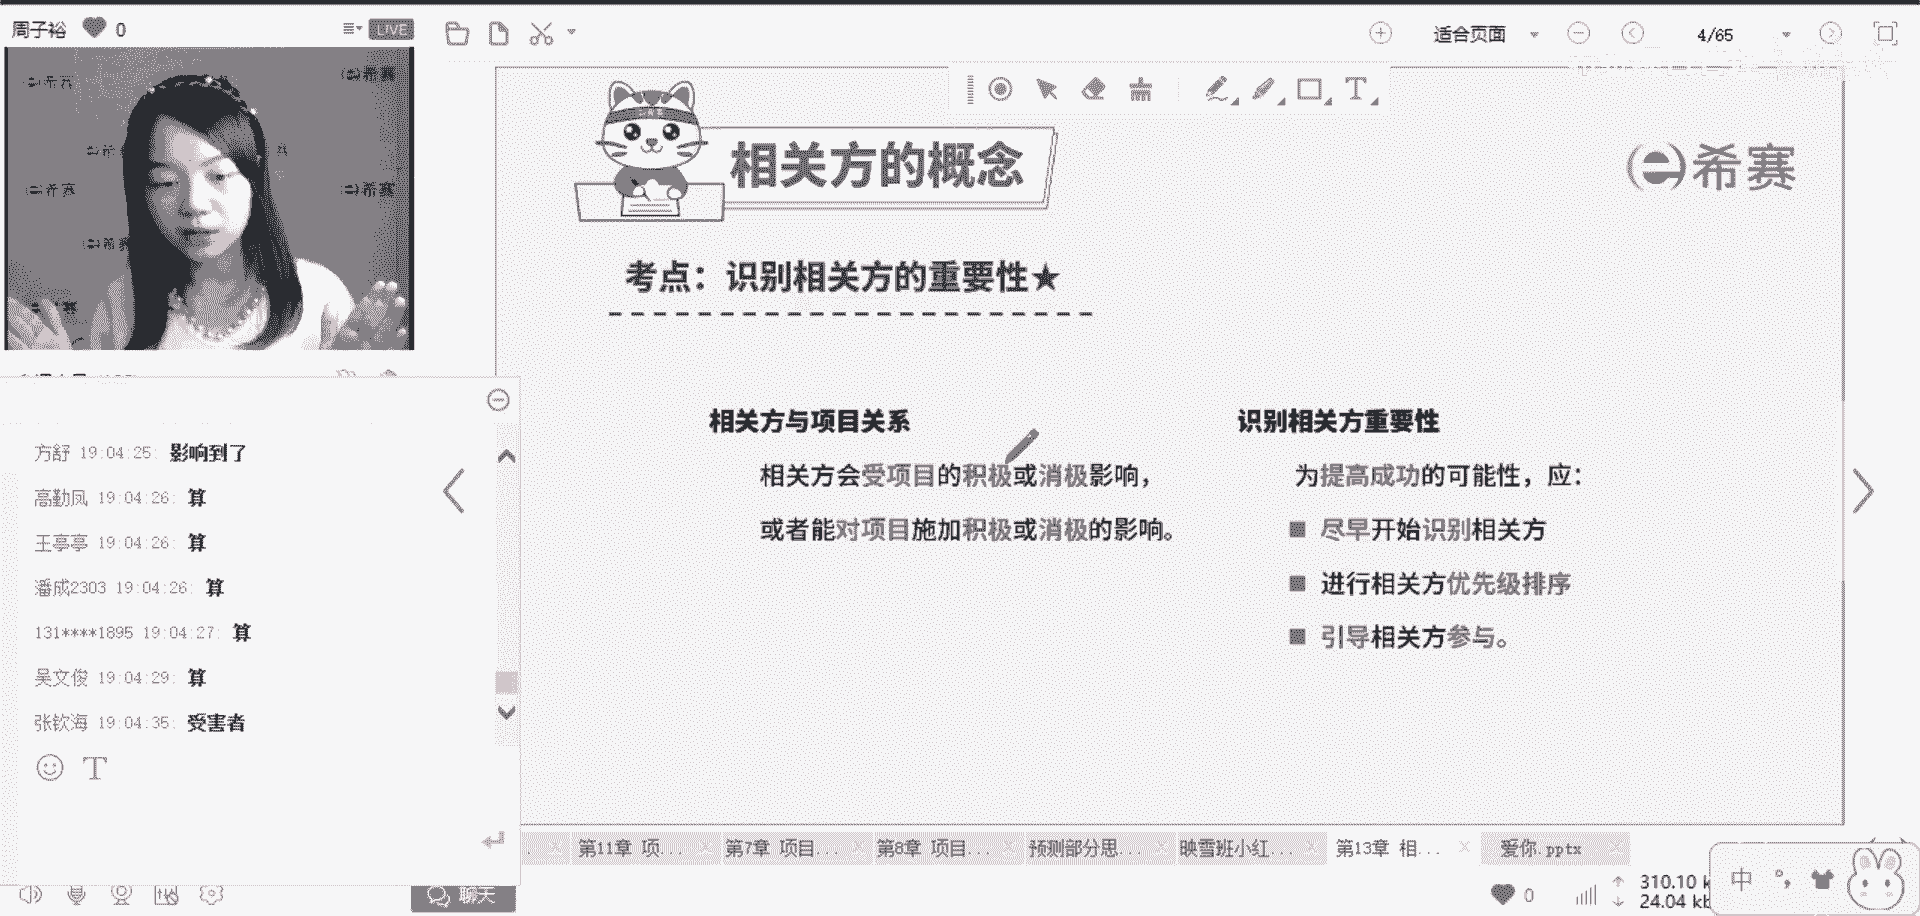 周子裕 0 LIVE
适合页面 4/65
希赛
希赛
希赛
希赛
相关方的概念
希赛
考点：识别相关方的重要性★
相关方与项目关系
相关方会受项目的积极或消极影响，
或者能对项目施加积极或消极的影响。
识别相关方重要性
为提高成功的可能性，应：
尽早开始识别相关方
进行相关方优先级排序
引导相关方参与。
方舒 19:04:25: 影响到了
高勤凤 19:04:26: 算
王亭亭 19:04:26: 算
潘成2303 19:04:26: 算
131****1895 19:04:27: 算
吴文俊 19:04:29: 算
张钦海 19:04:35: 受害者
聊天
第11章 项...
第7章 项目...
第8章 项目...
预测部分思...
映雪班小红...
第13章 相...
爱你.pptx
0
310.10 k
24.04 kb
中